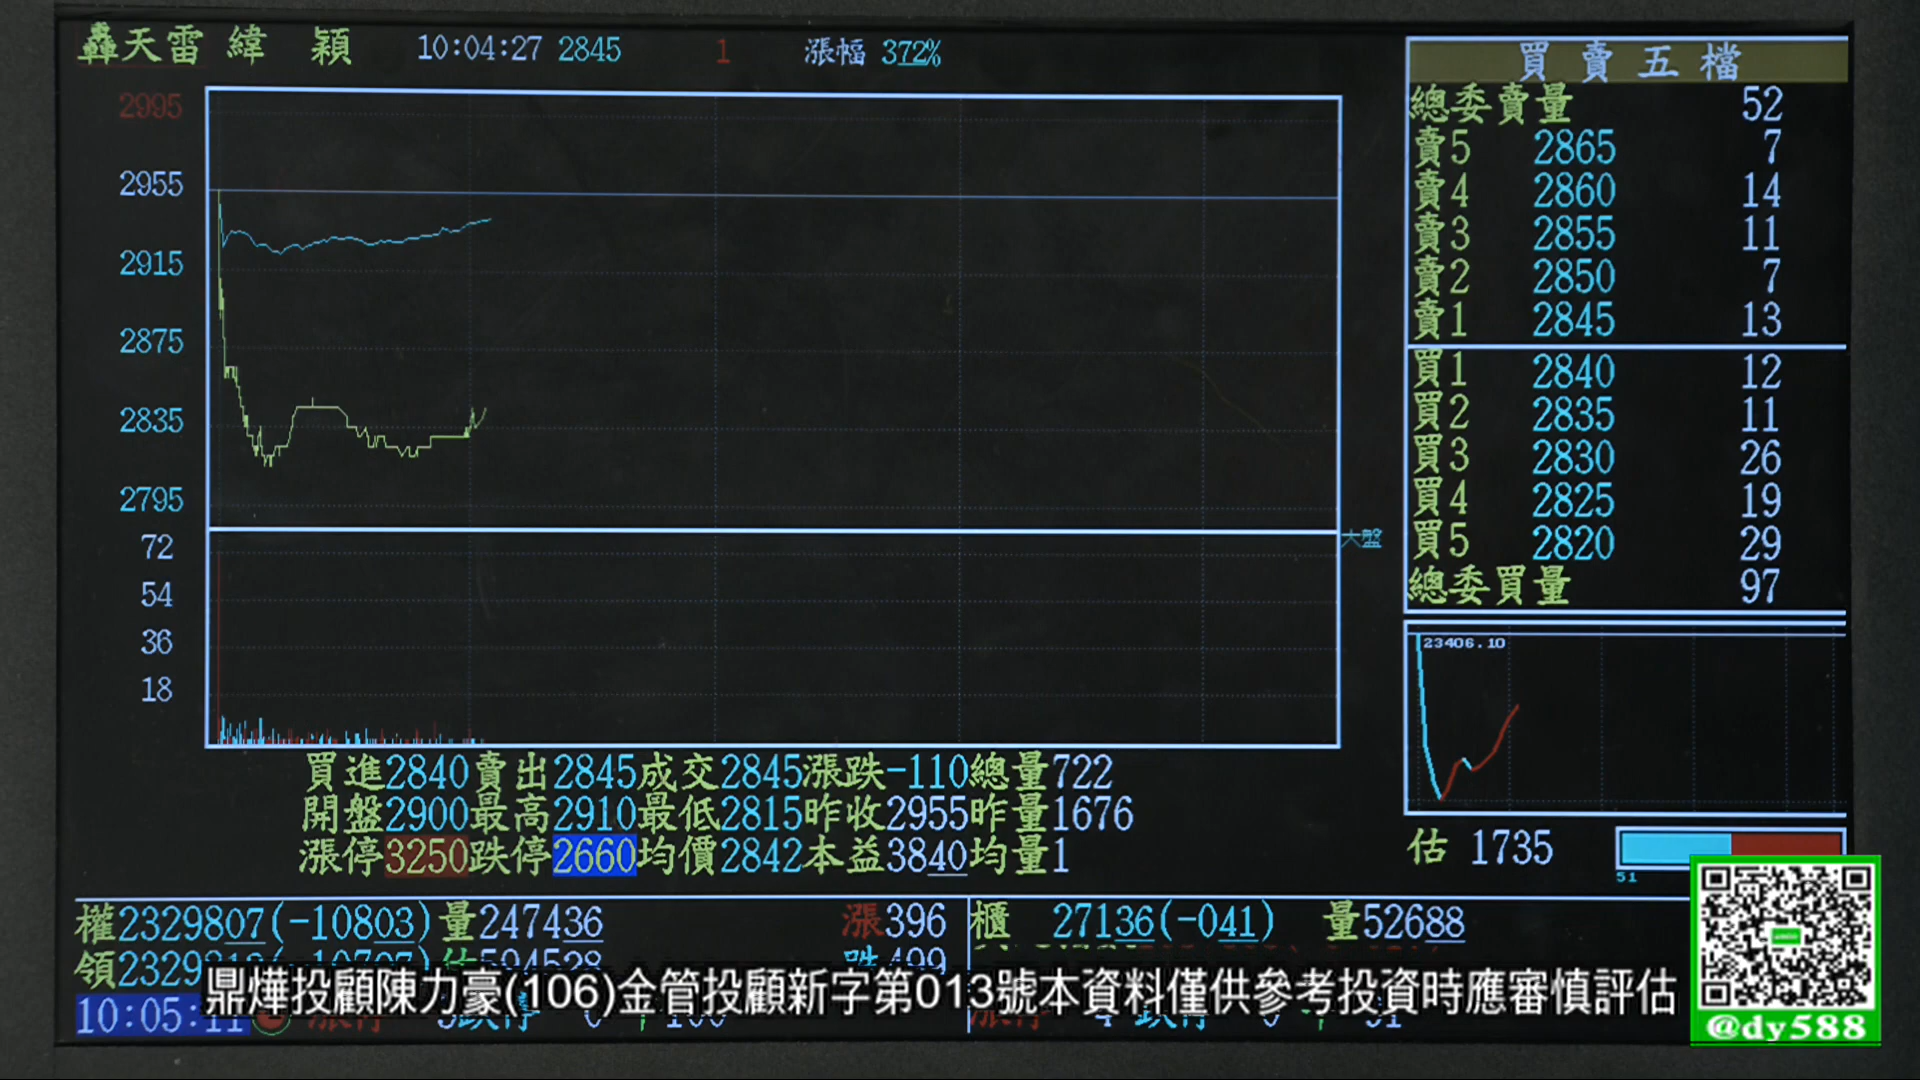 轟天雷 緯 穎 10:04:27 2845 1 漲幅 372%
2995
2955
2915
2875
2835
2795
72
54
36
18
大盤
買賣五檔
總委賣量 52
賣5 2865 7
賣4 2860 14
賣3 2855 11
賣2 2850 7
賣1 2845 13
買1 2840 12
買2 2835 11
買3 2830 26
買4 2825 19
買5 2820 29
總委買量 97
23406.10
估 1735
51
買進2840賣出2845成交2845漲跌-110總量722
開盤2900最高2910最低2815昨收2955昨量1676
漲停3250跌停2660均價2842本益3840均量1
權2329807(-10803)量247436 漲396
櫃 27136(-041) 量52688
領
10:05:11
鼎燁投顧陳力豪(106)金管投顧新字第013號本資料僅供參考投資時應審慎評估
@dy588